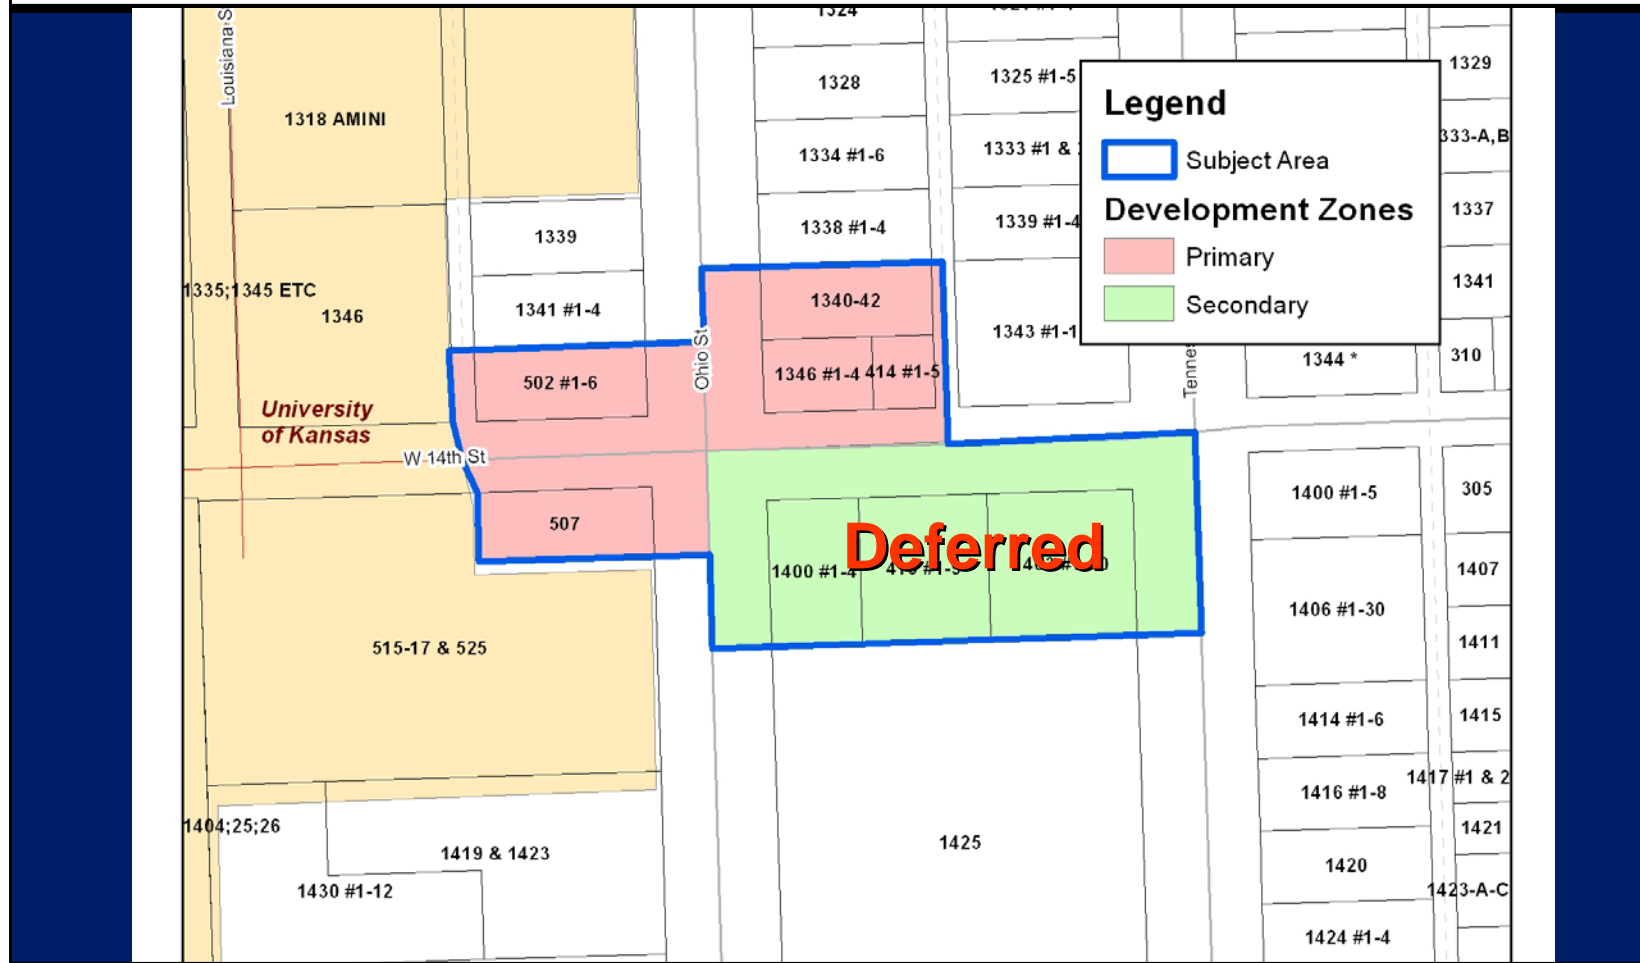 Louisiana S
1324
1328
1325 #1-5
1329
Legend
Subject Area
Development Zones
Primary
Secondary
1318 AMINI
1334 #1-6
1333 #1 &
333-A,B
1339
1338 #1-4
1339 #1-4
1337
1335;1345 ETC
1346
1341 #1-4
1340-42
1341
Ohio St
1343 #1-1
Tennes
1344 *
310
502 #1-6
1346 #1-4
414 #1-5
University
of Kansas
W 14th St
507
Deferred
1400 #1-4
1400 #1-5
305
1407
1406 #1-30
1411
515-17 & 525
1414 #1-6
1415
1417 #1 & 2
1416 #1-8
1404;25;26
1419 & 1423
1425
1421
1420
1430 #1-12
1423-A-C
1424 #1-4